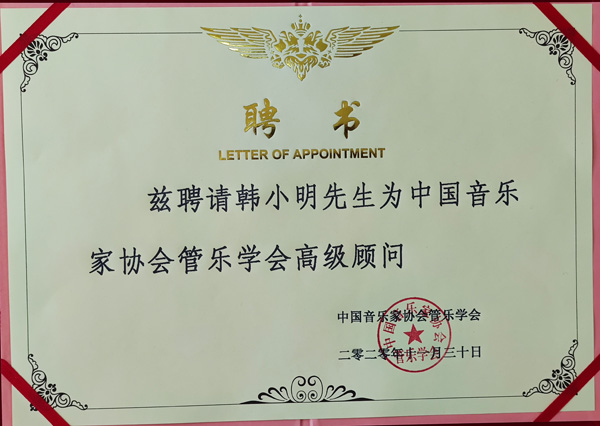 聘 书
LETTER OF APPOINTMENT
兹聘请韩小明先生为中国音乐
家协会管乐学会高级顾问
中国音乐家协会管乐学会
二零二零年十一月三十日